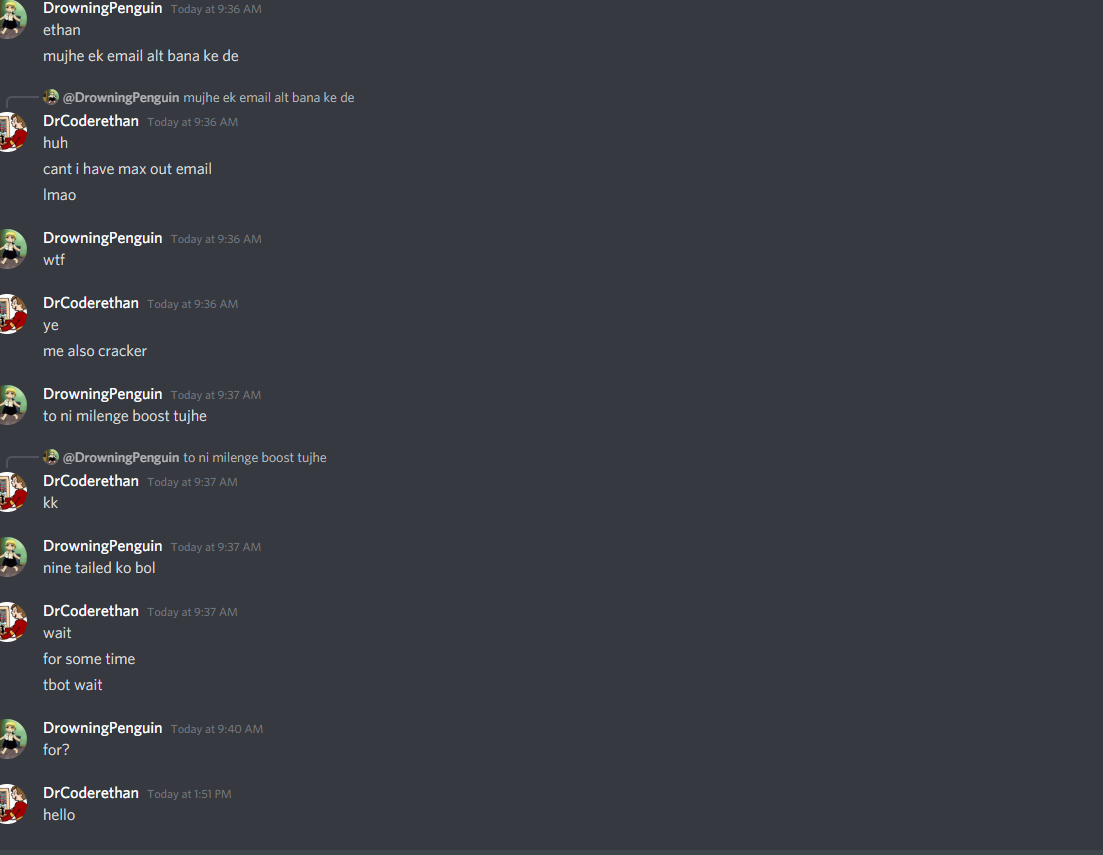 DrowningPenguin Today at 9:36 AM
ethan
mujhe ek email alt bana ke de
@DrowningPenguin mujhe ek email alt bana ke de
DrCoderethan Today at 9:36 AM
huh
cant i have max out email
lmao
DrowningPenguin Today at 9:36 AM
wtf
DrCoderethan Today at 9:36 AM
ye
me also cracker
DrowningPenguin Today at 9:37 AM
to ni milenge boost tujhe
@DrowningPenguin to ni milenge boost tujhe
DrCoderethan Today at 9:37 AM
kk
DrowningPenguin Today at 9:37 AM
nine tailed ko bol
DrCoderethan Today at 9:37 AM
wait
for some time
tbot wait
DrowningPenguin Today at 9:40 AM
for?
DrCoderethan Today at 1:51 PM
hello